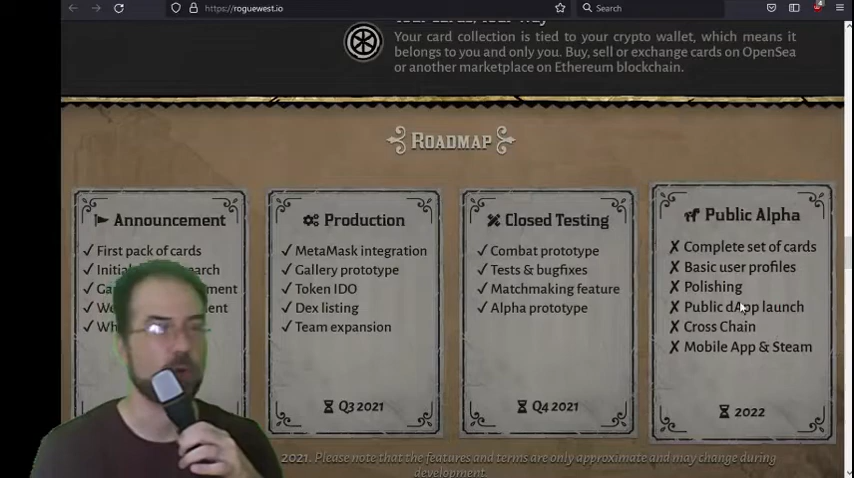 https://roguewest.io
Search
4
Your card collection is tied to your crypto wallet, which means it
belongs to you and only you. Buy, sell or exchange cards on OpenSea
or another marketplace on Ethereum blockchain.
Roadmap
Announcement
✓ First pack of cards
Initial
Production
✓ MetaMask integration
✓ Gallery prototype
✓ Token IDO
✓ Dex listing
✓ Team expansion
Q3 2021
Closed Testing
✓ Combat prototype
✓ Tests & bugfixes
✓ Matchmaking feature
✓ Alpha prototype
Q4 2021
Public Alpha
✗ Complete set of cards
✗ Basic user profiles
✗ Polishing
✗ Public dApp launch
✗ Cross Chain
✗ Mobile App & Steam
2022
2021. Please note that the features and terms are only approximate and may change during
development.